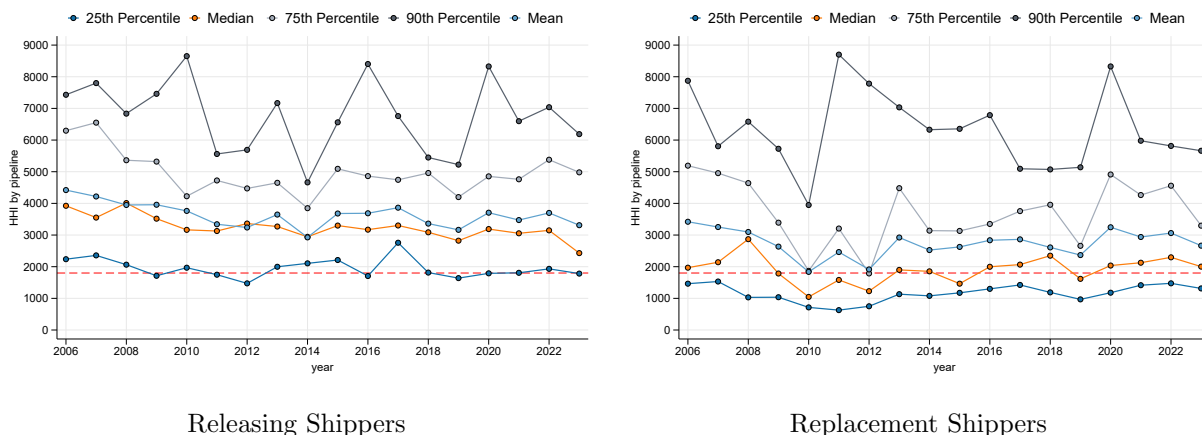 25th Percentile Median 75th Percentile 90th Percentile Mean
HHI by pipeline
9000
8000
7000
6000
5000
4000
3000
2000
1000
0
2006 2008 2010 2012 2014 2016 2018 2020 2022
year
Releasing Shippers
25th Percentile Median 75th Percentile 90th Percentile Mean
HHI by pipeline
9000
8000
7000
6000
5000
4000
3000
2000
1000
0
2006 2008 2010 2012 2014 2016 2018 2020 2022
year
Replacement Shippers